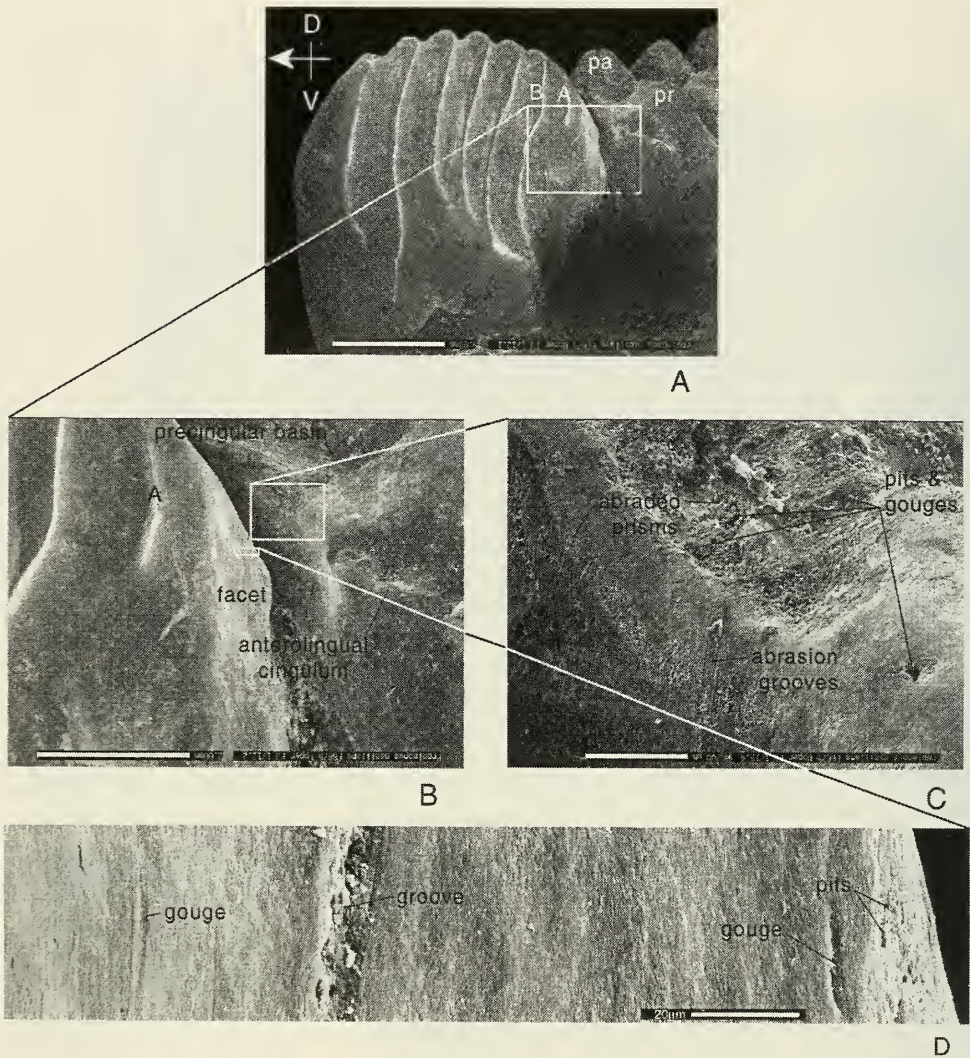 D
V
pa
B A
pr
A
precingular basin
A
facet
anterolingual
cingulum
B
abraded
prisms
pits &
gouges
abrasion
grooves
C
gouge
groove
gouge
pits
20µm
D